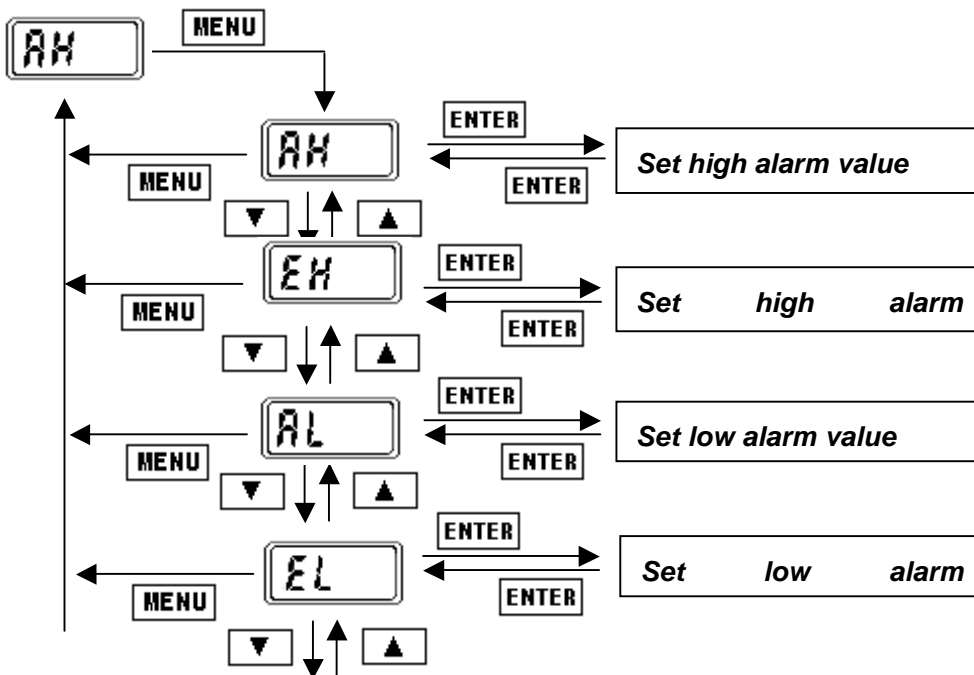 AH
MENU
AH
ENTER
ENTER
Set high alarm value
MENU
▼ ▲
EH
ENTER
ENTER
Set high alarm
MENU
▼ ▲
AL
ENTER
ENTER
Set low alarm value
MENU
▼ ▲
EL
ENTER
ENTER
Set low alarm
MENU
▼ ▲